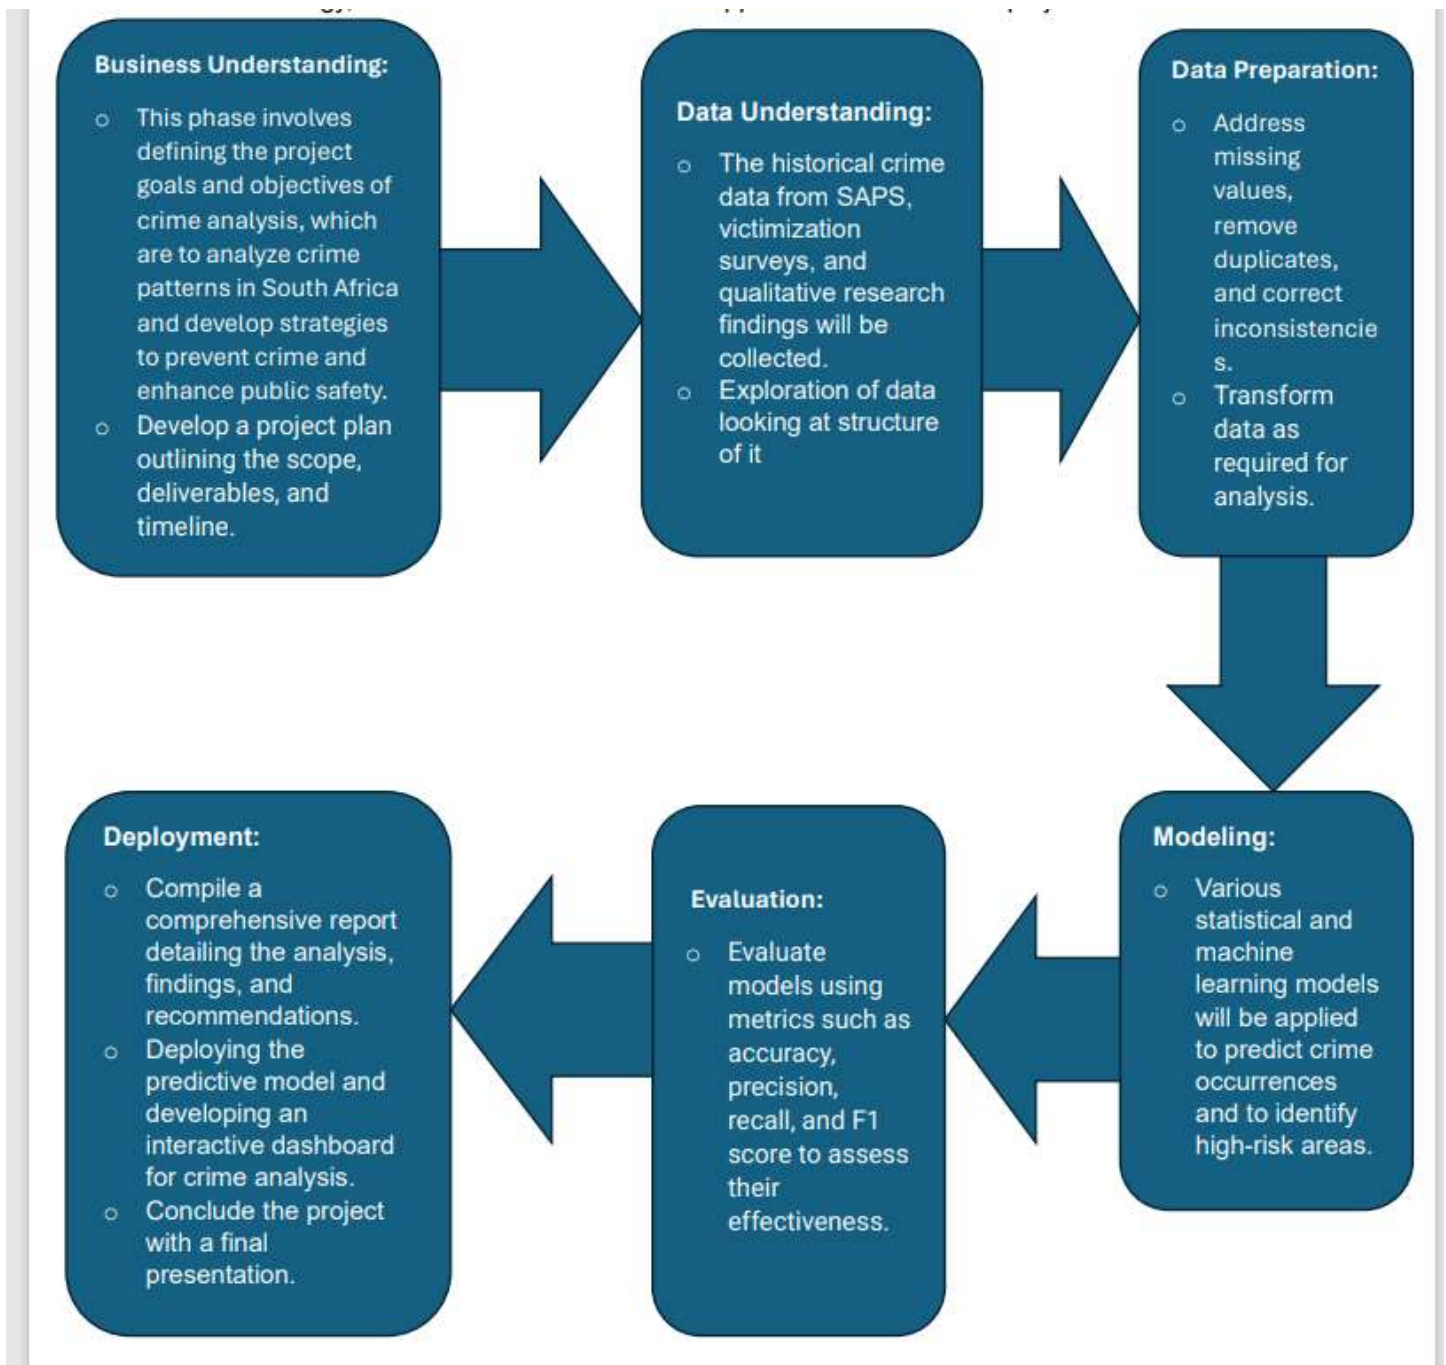 Business Understanding:
○ This phase involves
defining the project
goals and objectives of
crime analysis, which
are to analyze crime
patterns in South Africa
and develop strategies
to prevent crime and
enhance public safety.
○ Develop a project plan
outlining the scope,
deliverables, and
timeline.
Data Understanding:
○ The historical crime
data from SAPS,
victimization
surveys, and
qualitative research
findings will be
collected.
○ Exploration of data
looking at structure
of it
Data Preparation:
○ Address
missing
values,
remove
duplicates,
and correct
inconsistencie
s.
○ Transform
data as
required for
analysis.
Modeling:
○ Various
statistical and
machine
learning models
will be applied
to predict crime
occurrences
and to identify
high-risk areas.
Evaluation:
○ Evaluate
models using
metrics such as
accuracy,
precision,
recall, and F1
score to assess
their
effectiveness.
Deployment:
○ Compile a
comprehensive report
detailing the analysis,
findings, and
recommendations.
○ Deploying the
predictive model and
developing an
interactive dashboard
for crime analysis.
○ Conclude the project
with a final
presentation.